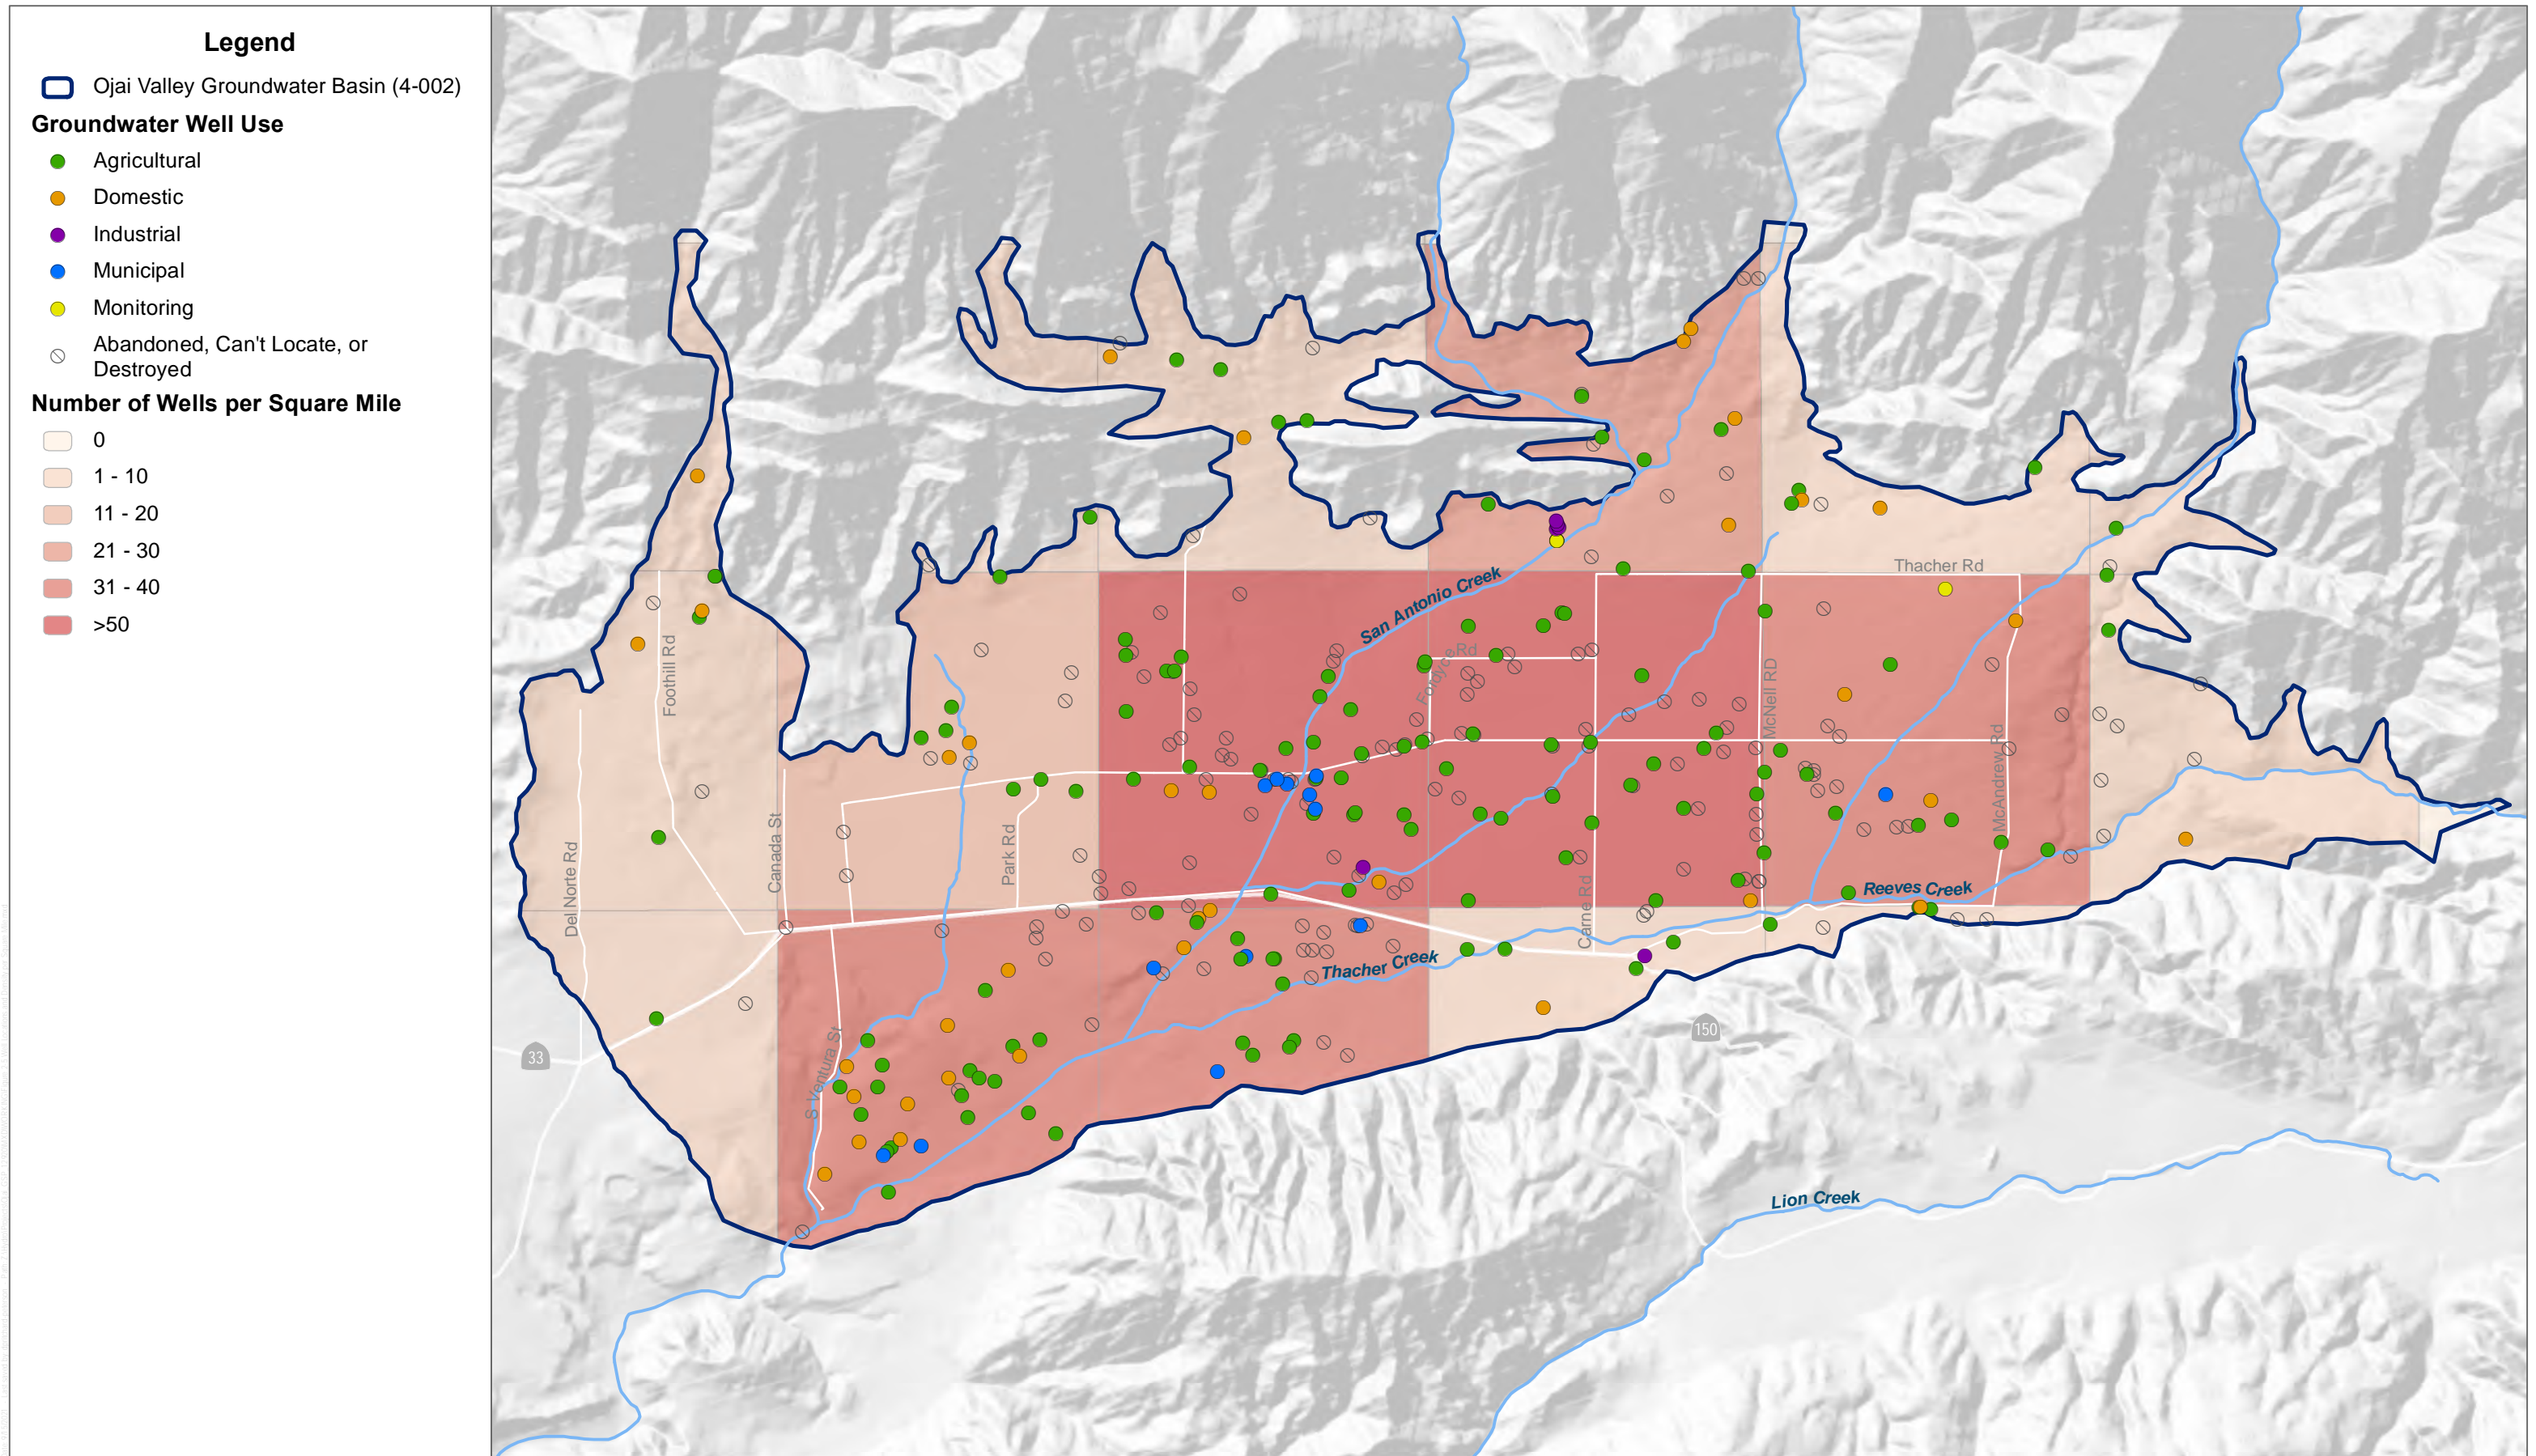 Legend
Ojai Valley Groundwater Basin (4-002)
Groundwater Well Use
Agricultural
Domestic
Industrial
Municipal
Monitoring
Abandoned, Can't Locate, or
Destroyed
Number of Wells per Square Mile
0
1 - 10
11 - 20
21 - 30
31 - 40
>50
Thacher Rd
San Antonio Creek
Foothill Rd
Fordyce Rd
McNell RD
McAndrew Rd
Canada St
Park Rd
Del Norte Rd
Carne Rd
Reeves Creek
Thacher Creek
S Ventura St
33
150
Lion Creek